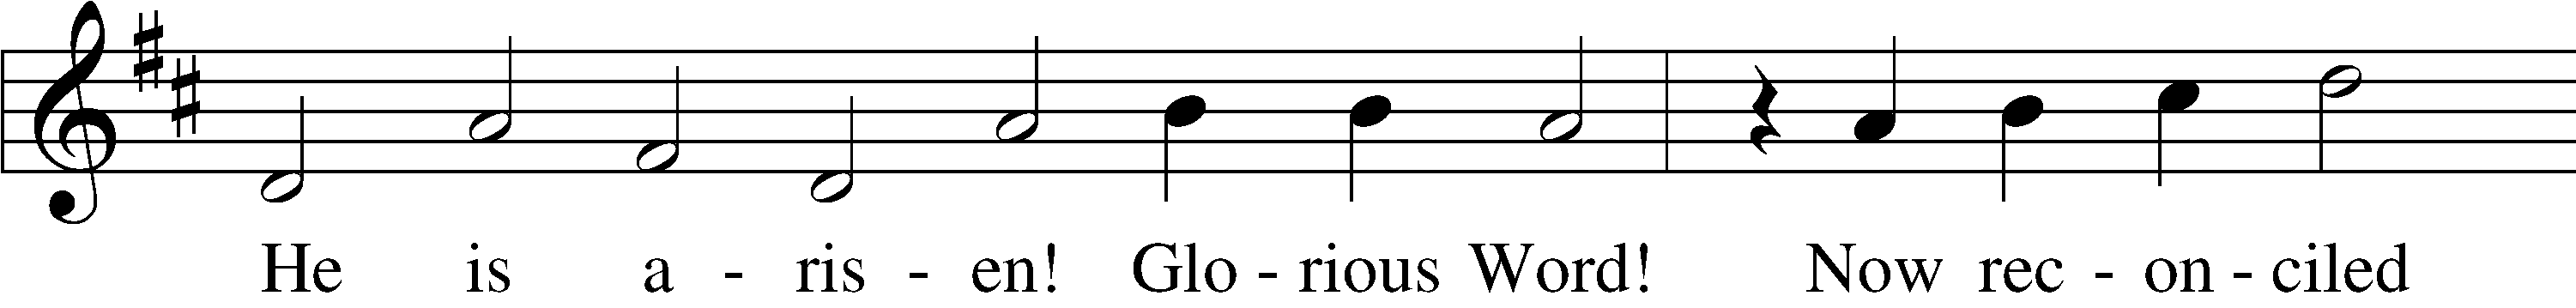 He is a - ris - en! Glo - rious Word! Now rec - on - ciled